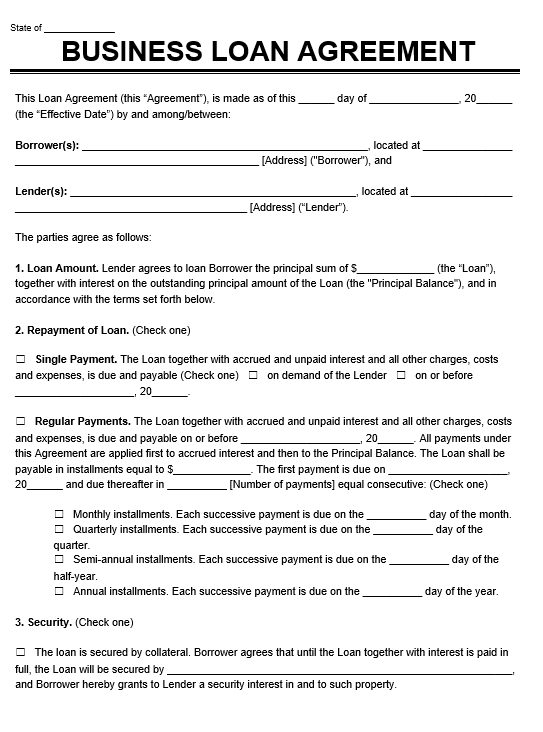 State of ______________
BUSINESS LOAN AGREEMENT
This Loan Agreement (this “Agreement”), is made as of this ______ day of _______________, 20______
(the “Effective Date”) by and among/between:
Borrower(s): ________________________________________________, located at _______________
_________________________________________ [Address] ("Borrower"), and
Lender(s): ________________________________________________, located at _________________
_______________________________________ [Address] (“Lender”).
The parties agree as follows:
1. Loan Amount. Lender agrees to loan Borrower the principal sum of $_____________ (the “Loan”),
together with interest on the outstanding principal amount of the Loan (the "Principal Balance"), and in
accordance with the terms set forth below.
2. Repayment of Loan. (Check one)
☐ Single Payment. The Loan together with accrued and unpaid interest and all other charges, costs
and expenses, is due and payable (Check one) ☐ on demand of the Lender ☐ on or before
____________________, 20______.
☐ Regular Payments. The Loan together with accrued and unpaid interest and all other charges, costs
and expenses, is due and payable on or before ____________________, 20______. All payments under
this Agreement are applied first to accrued interest and then to the Principal Balance. The Loan shall be
payable in installments equal to $_____________. The first payment is due on ____________________,
20______ and due thereafter in __________ [Number of payments] equal consecutive: (Check one)
☐ Monthly installments. Each successive payment is due on the __________ day of the month.
☐ Quarterly installments. Each successive payment is due on the __________ day of the
quarter.
☐ Semi-annual installments. Each successive payment is due on the __________ day of the
half-year.
☐ Annual installments. Each successive payment is due on the __________ day of the year.
3. Security. (Check one)
☐ The loan is secured by collateral. Borrower agrees that until the Loan together with interest is paid in
full, the Loan will be secured by __________________________________________________________,
and Borrower hereby grants to Lender a security interest in and to such property.